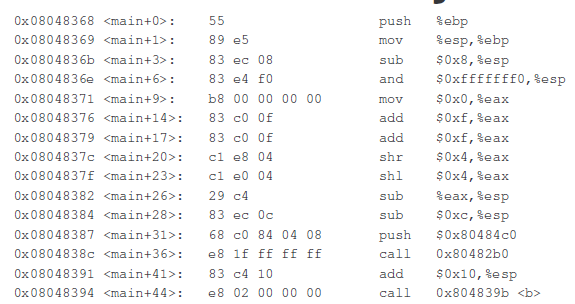 0x08048368 <main+0>: 55 push %ebp
0x08048369 <main+1>: 89 e5 mov %esp,%ebp
0x0804836b <main+3>: 83 ec 08 sub $0x8,%esp
0x0804836e <main+6>: 83 e4 f0 and $0xfffffff0,%esp
0x08048371 <main+9>: b8 00 00 00 00 mov $0x0,%eax
0x08048376 <main+14>: 83 c0 0f add $0xf,%eax
0x08048379 <main+17>: 83 c0 0f add $0xf,%eax
0x0804837c <main+20>: c1 e8 04 shr $0x4,%eax
0x0804837f <main+23>: c1 e0 04 shl $0x4,%eax
0x08048382 <main+26>: 29 c4 sub %eax,%esp
0x08048384 <main+28>: 83 ec 0c sub $0xc,%esp
0x08048387 <main+31>: 68 c0 84 04 08 push $0x80484c0
0x0804838c <main+36>: e8 1f ff ff ff call 0x80482b0
0x08048391 <main+41>: 83 c4 10 add $0x10,%esp
0x08048394 <main+44>: e8 02 00 00 00 call 0x804839b <b>